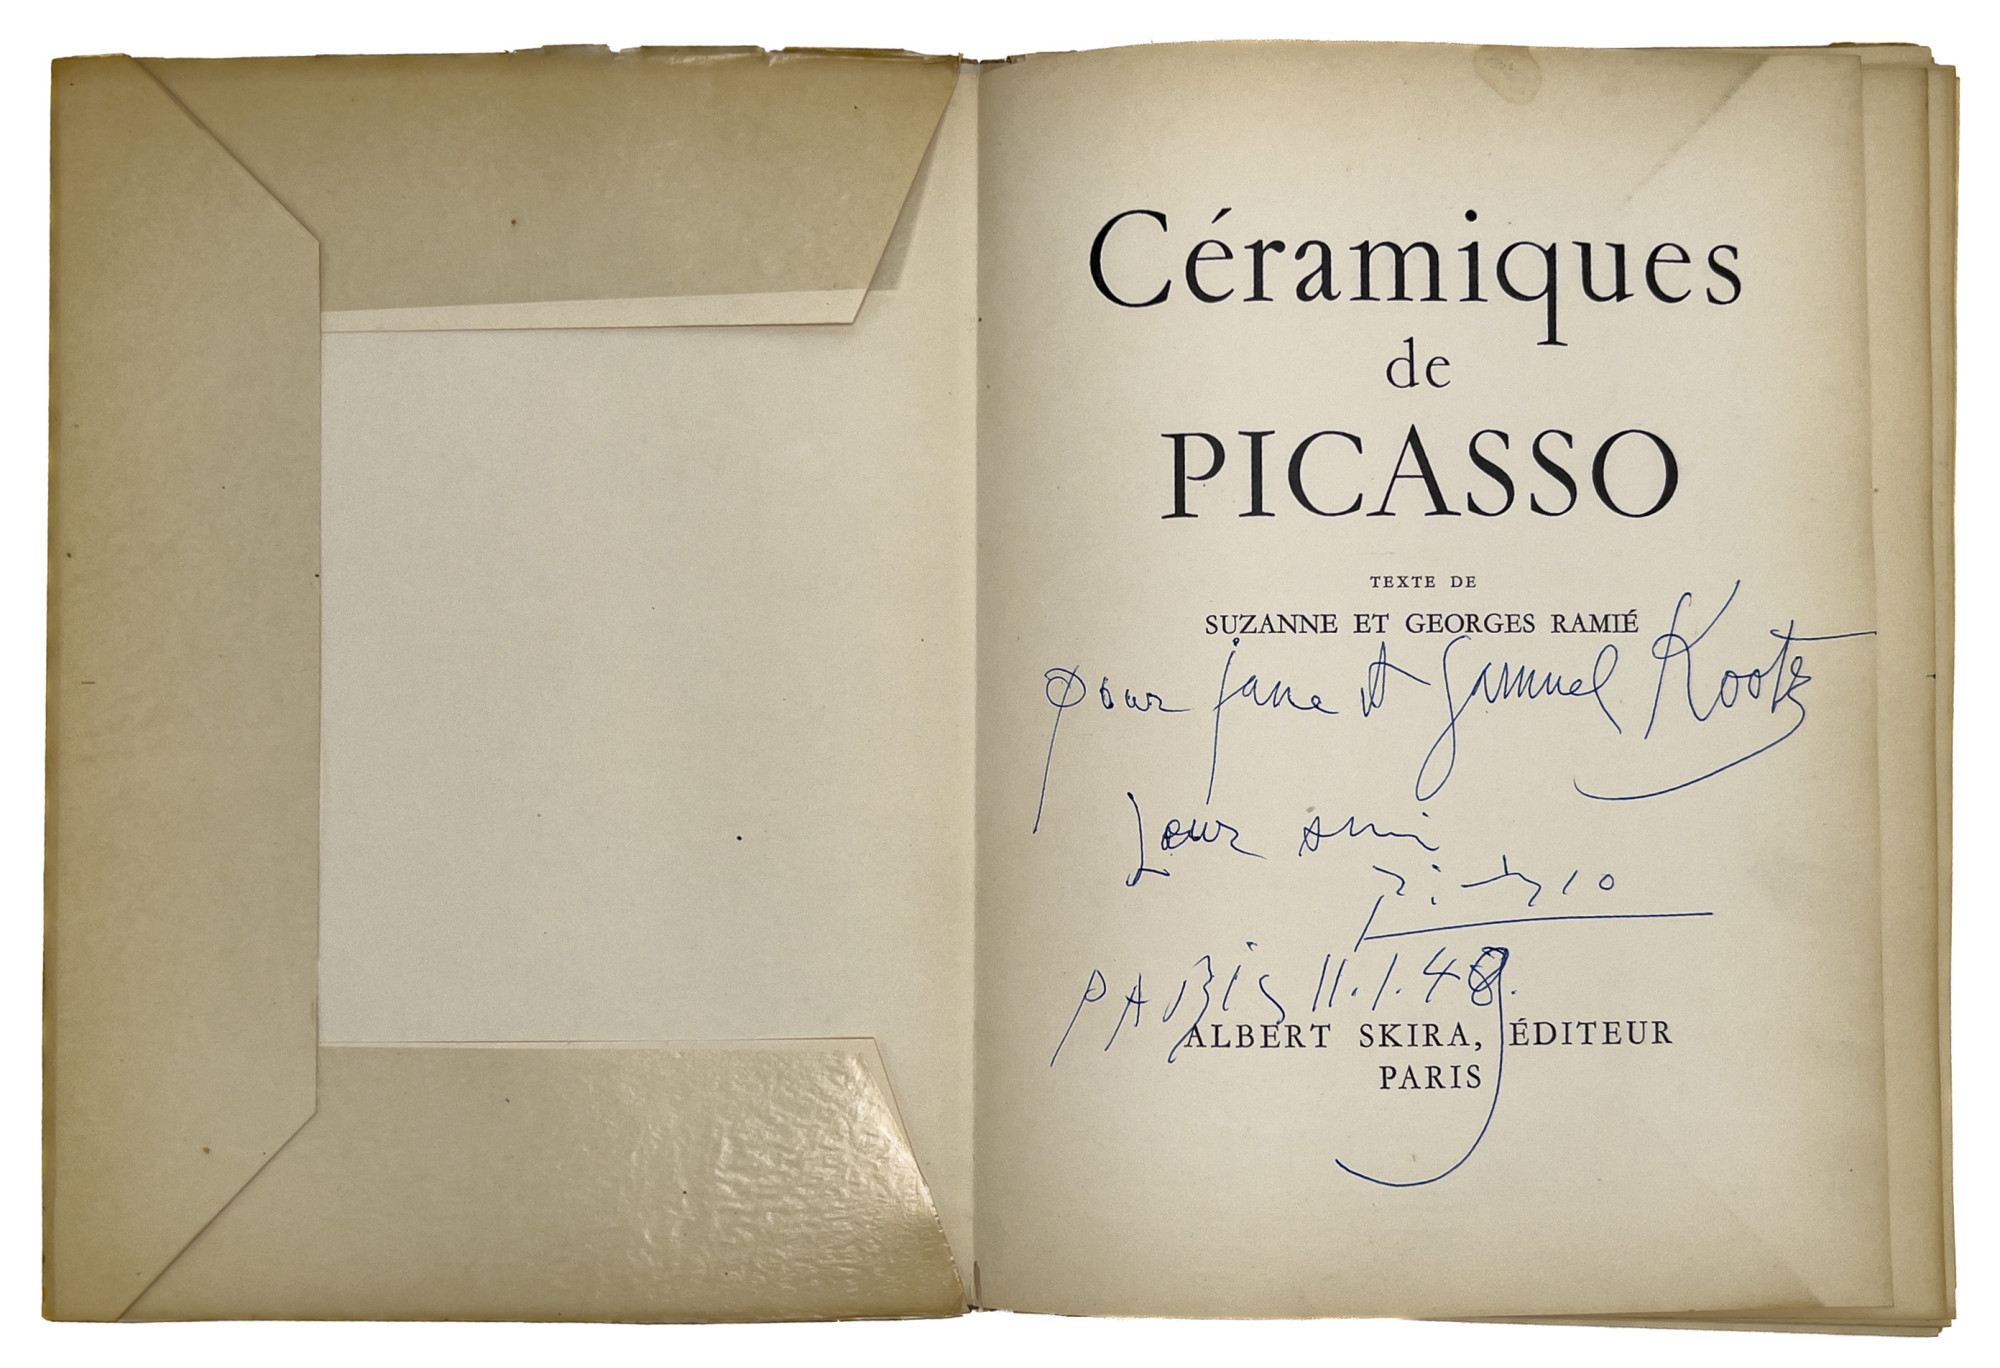 Céramiques
de
PICASSO
TEXTE DE
SUZANNE ET GEORGES RAMIÉ
pour jane et Samuel Kootz
Leur ami
Picasso
PARIS 11.1.49.
ALBERT SKIRA, ÉDITEUR
PARIS